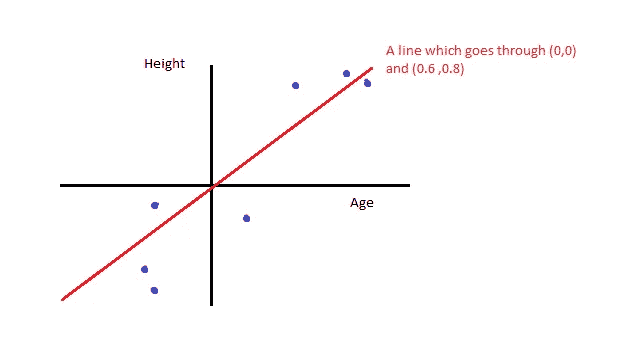 Height
A line which goes through (0,0)
and (0.6 ,0.8)
Age